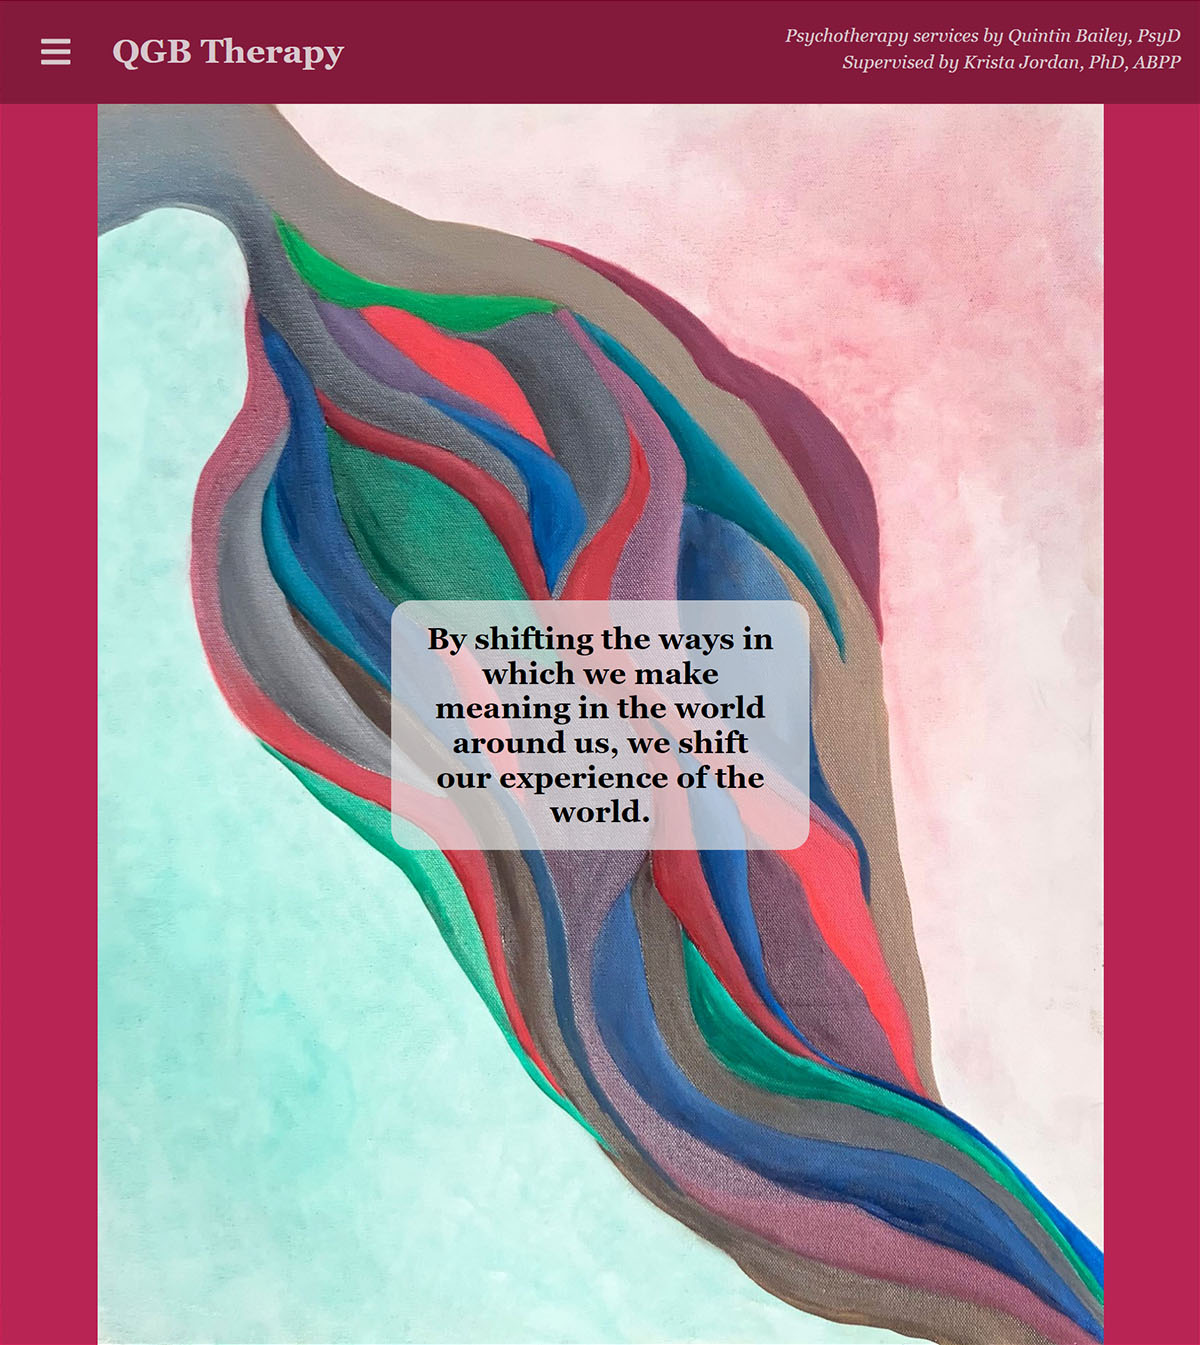 QGB Therapy
Psychotherapy services by Quintin Bailey, PsyD
Supervised by Krista Jordan, PhD, ABPP
By shifting the ways in
which we make
meaning in the world
around us, we shift
our experience of the
world.